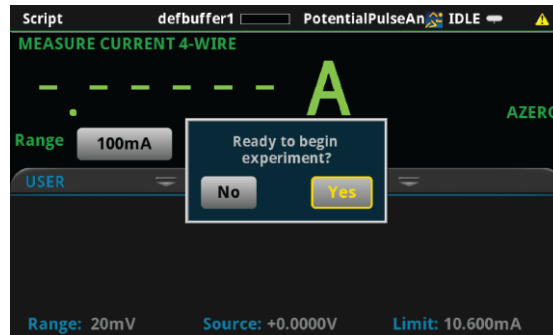 Script defbuffer1 PotentialPulseAn IDLE
MEASURE CURRENT 4-WIRE
-.----- A
AZERO
Range 100mA
Ready to begin
experiment?
No Yes
USER
Range: 20mV Source: +0.0000V Limit: 10.600mA